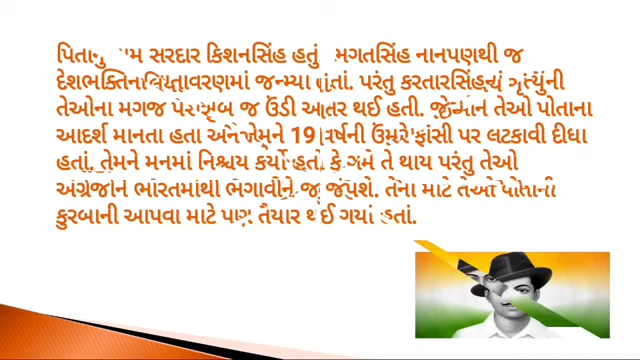 પિતાનું નામ સરદાર કિશનસિંહ હતું. ભગતસિંહ નાનપણથી જ
દેશભક્તિના વાતાવરણમાં જન્મ્યા હતાં. પરંતુ કરતારસિંહના મૃત્યુની
તેઓના મગજ પર ખૂબ જ ઉંડી અસર થઈ હતી. જેમને તેઓ પોતાના
આદર્શ માનતા હતા અને જેમને 19 વર્ષની ઉંમરે ફાંસી પર લટકાવી દીધા
હતાં. તેમને મનમાં નિશ્ચય કર્યો હતો કે ગમે તે થાય પરંતુ તેઓ
અંગ્રેજોને ભારતમાંથી ભગાવીને જ જંપશે. તેના માટે તેઓ પોતાની
કુરબાની આપવા માટે પણ તૈયાર થઈ ગયાં હતાં.